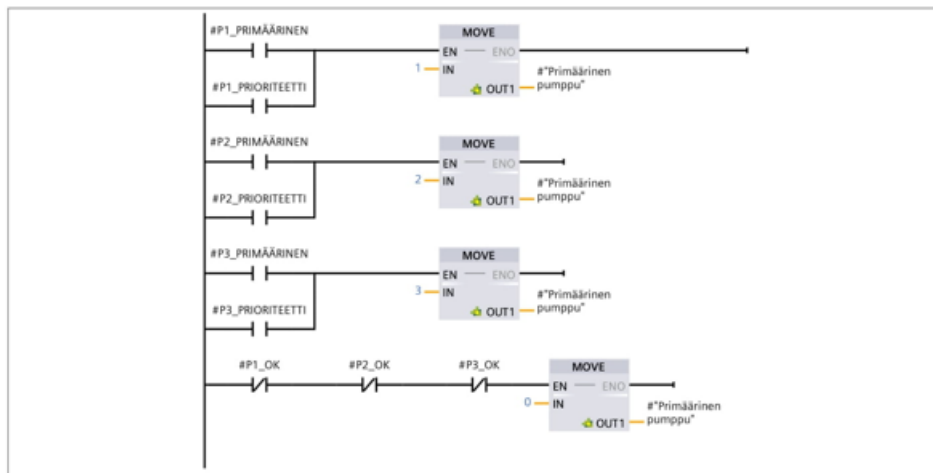 #P1_PRIMÄÄRINEN
MOVE
EN ENO
1 IN
#"Primäärinen
OUT1 pumppu"
#P1_PRIORITEETTI
#P2_PRIMÄÄRINEN
MOVE
EN ENO
2 IN
#"Primäärinen
OUT1 pumppu"
#P2_PRIORITEETTI
#P3_PRIMÄÄRINEN
MOVE
EN ENO
3 IN
#"Primäärinen
OUT1 pumppu"
#P3_PRIORITEETTI
#P1_OK #P2_OK #P3_OK
MOVE
EN ENO
0 IN
#"Primäärinen
OUT1 pumppu"